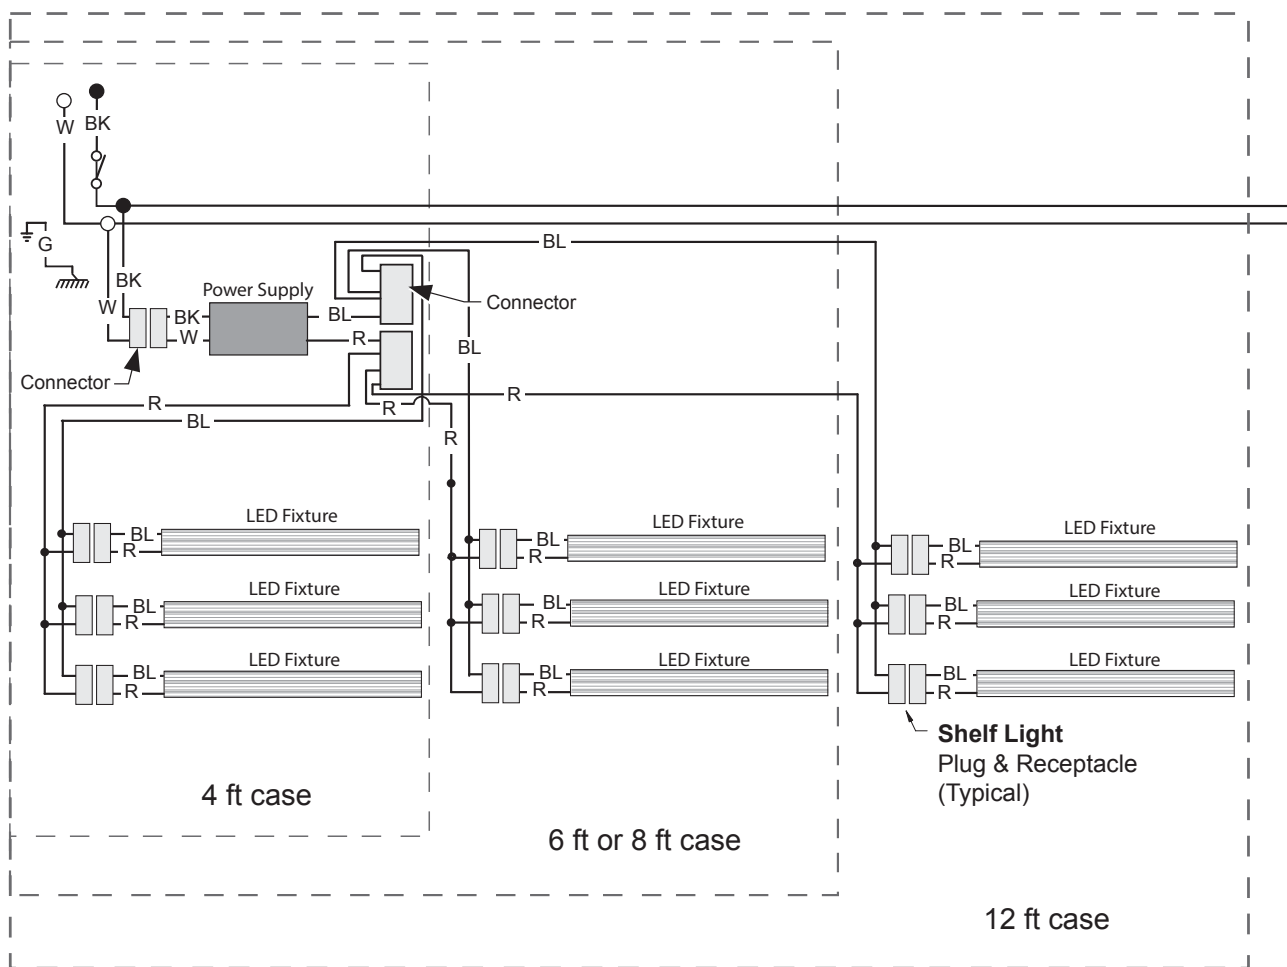 W
BK
BL
G
BK
Power Supply
Connector
W
BK
BL
W
R
BL
Connector
R
R
R
BL
R
LED Fixture
BL
R
LED Fixture
BL
R
LED Fixture
BL
R
LED Fixture
BL
R
LED Fixture
BL
R
LED Fixture
BL
R
LED Fixture
BL
R
LED Fixture
BL
R
LED Fixture
BL
R
Shelf Light
Plug & Receptacle
(Typical)
4 ft case
6 ft or 8 ft case
12 ft case